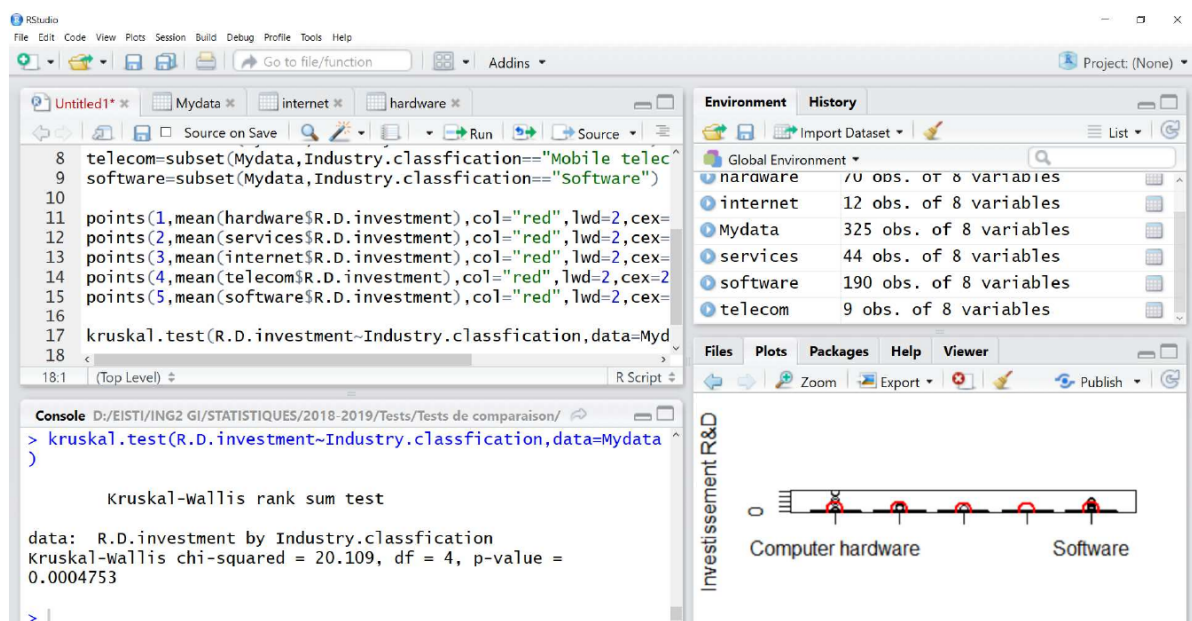 RStudio
File Edit Code View Plots Session Build Debug Profile Tools Help
Go to file/function
Addins
Project: (None)
Untitled1*
Mydata
internet
hardware
Source on Save
Run
Source
8 telecom=subset(Mydata,Industry.classfication=="Mobile telec
9 software=subset(Mydata,Industry.classfication=="Software")
10
11 points(1,mean(hardware$R.D.investment),col="red",lwd=2,cex=
12 points(2,mean(services$R.D.investment),col="red",lwd=2,cex=
13 points(3,mean(internet$R.D.investment),col="red",lwd=2,cex=
14 points(4,mean(telecom$R.D.investment),col="red",lwd=2,cex=2
15 points(5,mean(software$R.D.investment),col="red",lwd=2,cex=
16
17 kruskal.test(R.D.investment~Industry.classfication,data=Myd
18
18:1 (Top Level) R Script
Console D:/EISTI/ING2 GI/STATISTIQUES/2018-2019/Tests/Tests de comparaison/
> kruskal.test(R.D.investment~Industry.classfication,data=Mydata
)
Kruskal-Wallis rank sum test
data: R.D.investment by Industry.classfication
Kruskal-Wallis chi-squared = 20.109, df = 4, p-value =
0.0004753
>
Environment History
Import Dataset
List
Global Environment
hardware 70 obs. of 8 variables
internet 12 obs. of 8 variables
Mydata 325 obs. of 8 variables
services 44 obs. of 8 variables
software 190 obs. of 8 variables
telecom 9 obs. of 8 variables
Files Plots Packages Help Viewer
Zoom Export Publish
Investissement R&D
0
Computer hardware Software